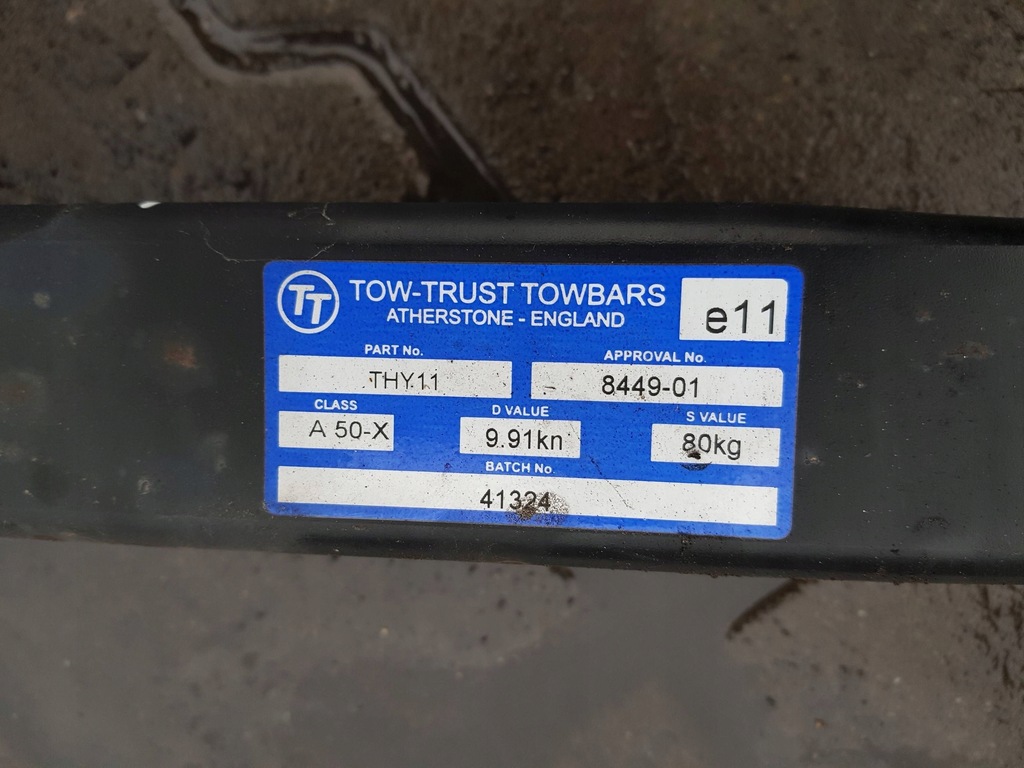 TT TOW-TRUST TOWBARS
ATHERSTONE - ENGLAND
e11
PART No. APPROVAL No.
THY11 8449-01
CLASS D VALUE S VALUE
A 50-X 9.91kn 80kg
BATCH No.
41324